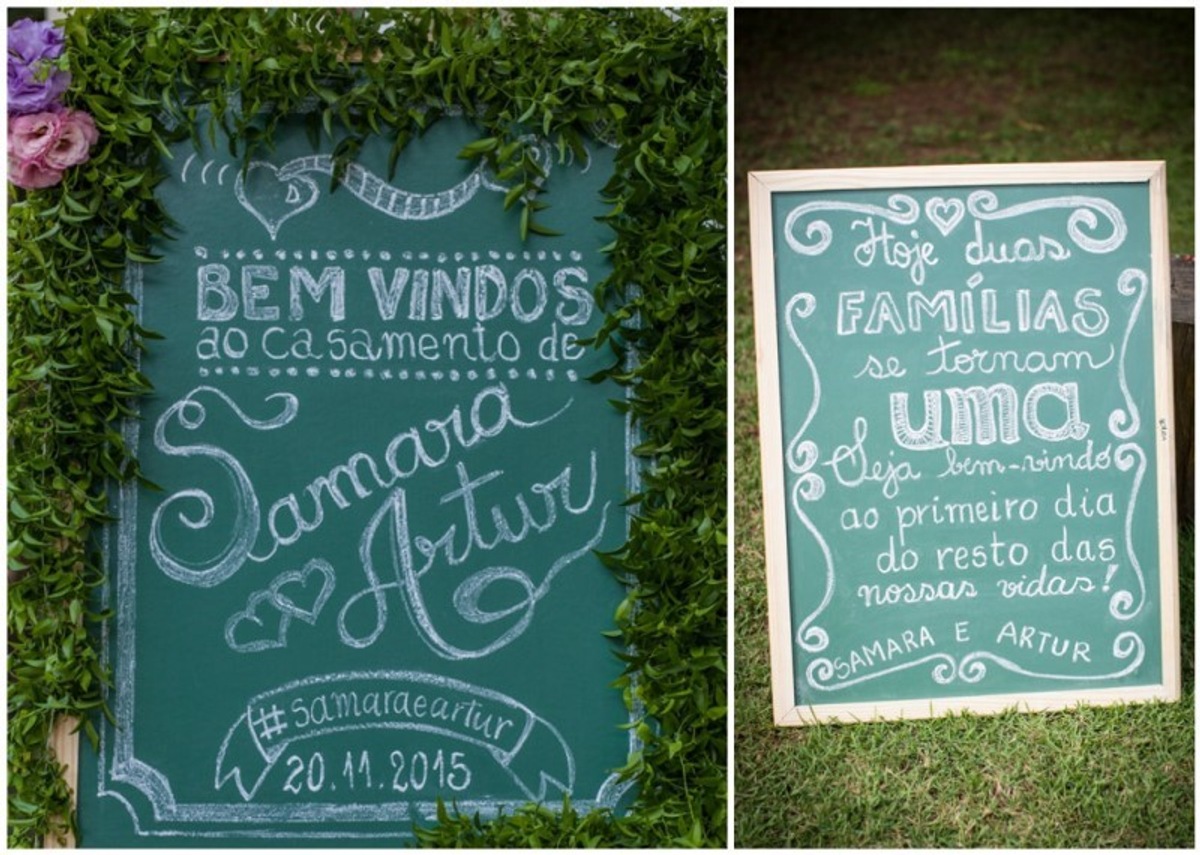 BEM VINDOS
ao casamento de
Samara
Artur
#samaraeartur
20.11.2015
Hoje duas
FAMÍLIAS
se tornam
uma
Seja bem-vindo
ao primeiro dia
do resto das
nossas vidas!
SAMARA E ARTUR